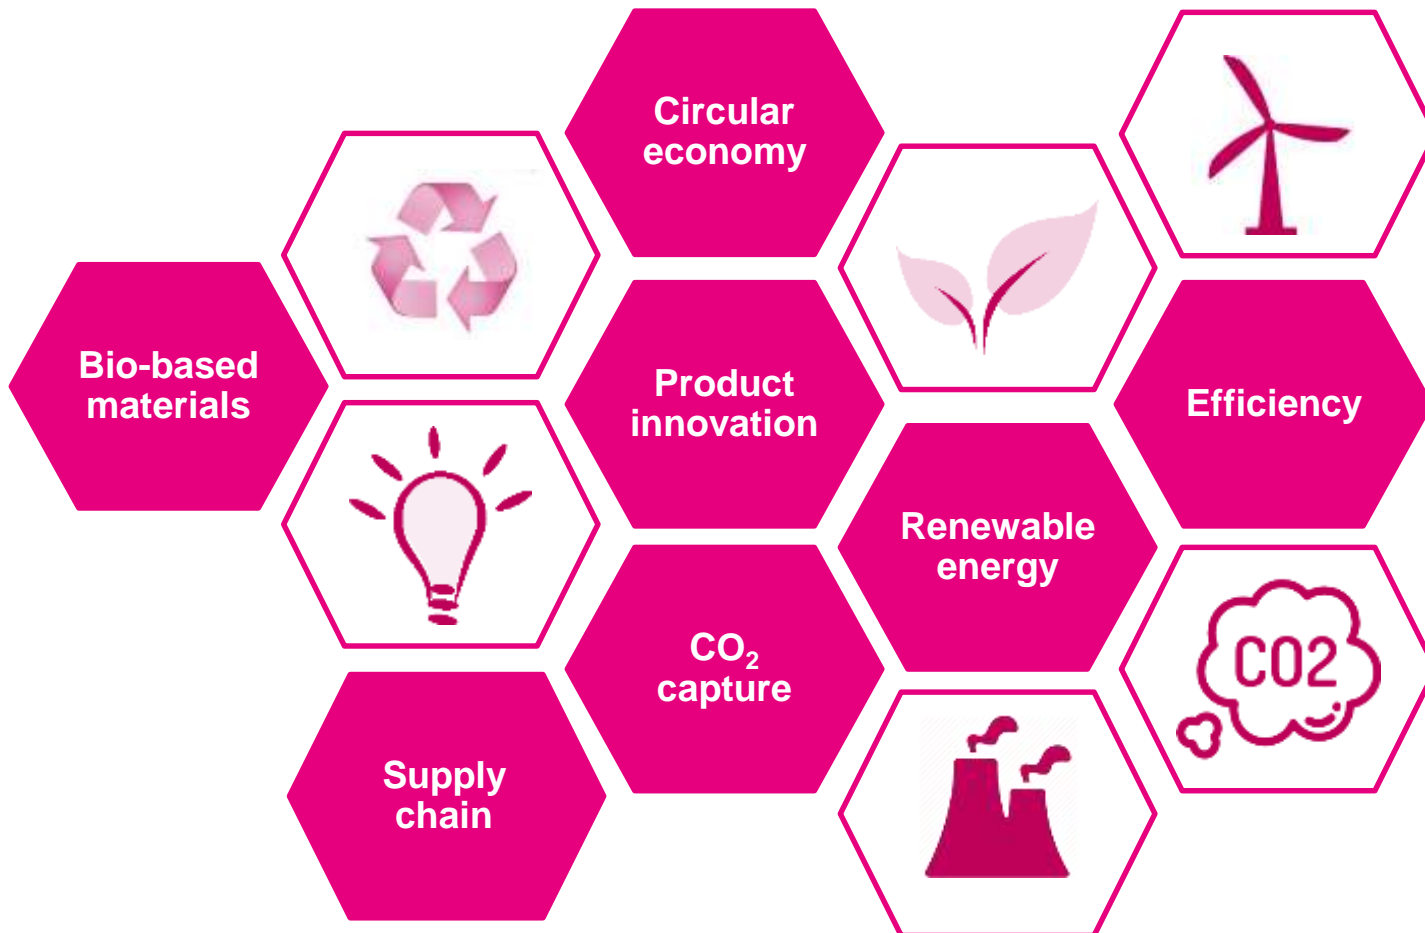 Circular
economy
Bio-based
materials
Product
innovation
Efficiency
Renewable
energy
CO₂
capture
CO2
Supply
chain